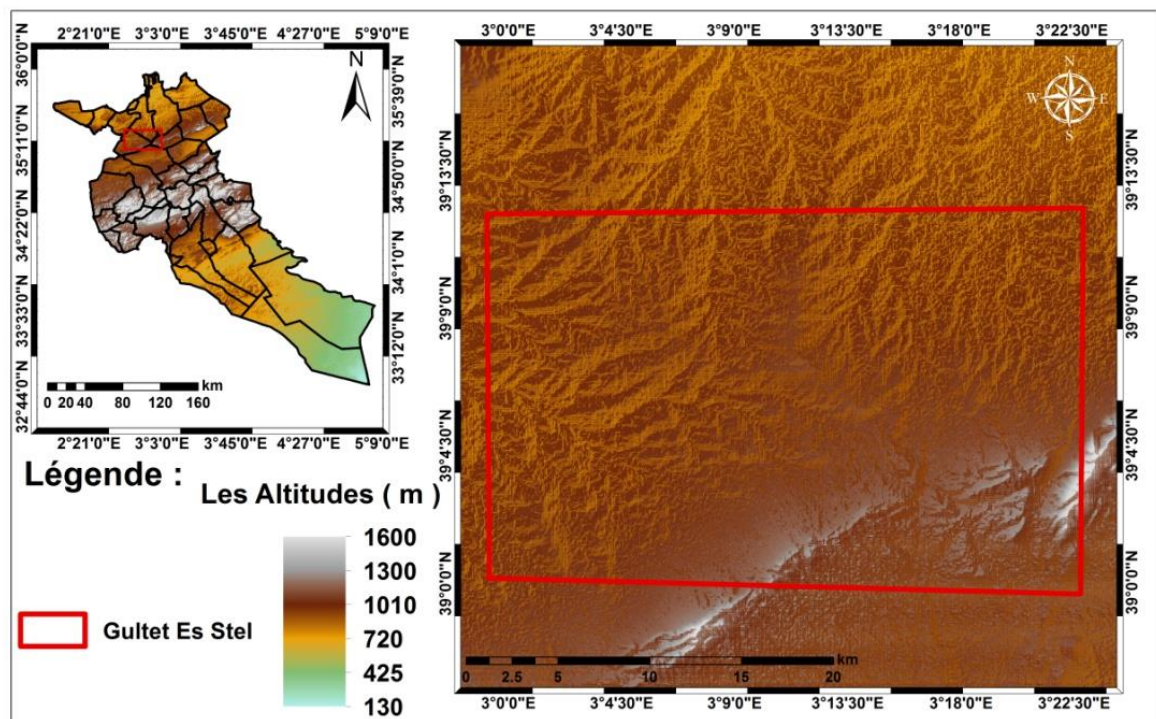 2°21'0"E 3°3'0"E 3°45'0"E 4°27'0"E 5°9'0"E
36°0'0"N
35°11'0"N
34°22'0"N
33°33'0"N
32°44'0"N
35°39'0"N
34°50'0"N
34°1'0"N
33°12'0"N
N
0 20 40 80 120 160 km
2°21'0"E 3°3'0"E 3°45'0"E 4°27'0"E 5°9'0"E
Légende :
Les Altitudes ( m )
1600
1300
1010
720
425
130
Gultet Es Stel
3°0'0"E 3°4'30"E 3°9'0"E 3°13'30"E 3°18'0"E 3°22'30"E
N
W E
S
39°13'30"N
39°9'0"N
39°4'30"N
39°0'0"N
39°13'30"N
39°9'0"N
39°4'30"N
39°0'0"N
km
0 2.5 5 10 15 20
3°0'0"E 3°4'30"E 3°9'0"E 3°13'30"E 3°18'0"E 3°22'30"E